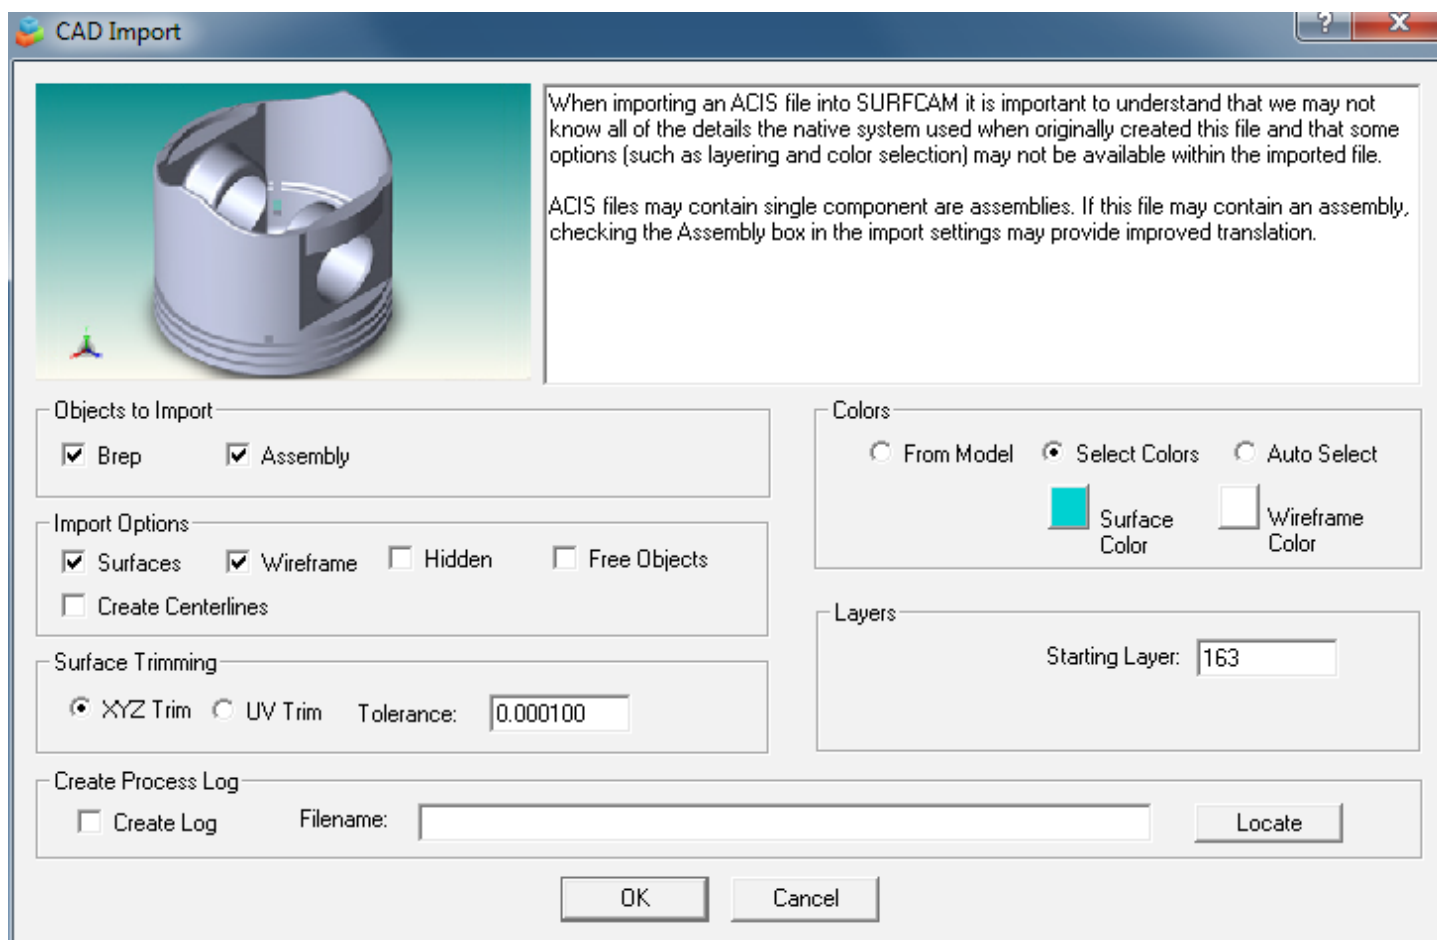 CAD Import
?
X
When importing an ACIS file into SURFCAM it is important to understand that we may not
know all of the details the native system used when originally created this file and that some
options (such as layering and color selection) may not be available within the imported file.
ACIS files may contain single component are assemblies. If this file may contain an assembly,
checking the Assembly box in the import settings may provide improved translation.
Objects to Import
Brep Assembly
Import Options
Surfaces Wireframe Hidden Free Objects
Create Centerlines
Surface Trimming
XYZ Trim UV Trim Tolerance: 0.000100
Colors
From Model Select Colors Auto Select
Surface Color
Wireframe Color
Layers
Starting Layer: 163
Create Process Log
Create Log Filename: Locate
OK Cancel